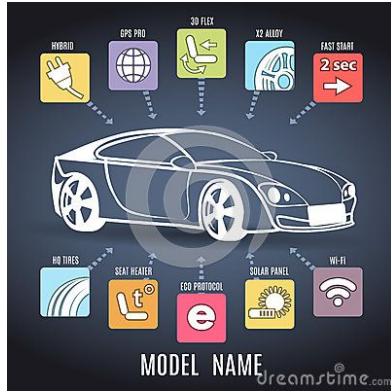 3D FLEX
GPS PRO
X2 ALLOY
HYBRID
FAST START
2 sec
HQ TIRES
SEAT HEATER
t°
ECO PROTOCOL
e
SOLAR PANEL
Wi-Fi
MODEL NAME
dreamstime.com